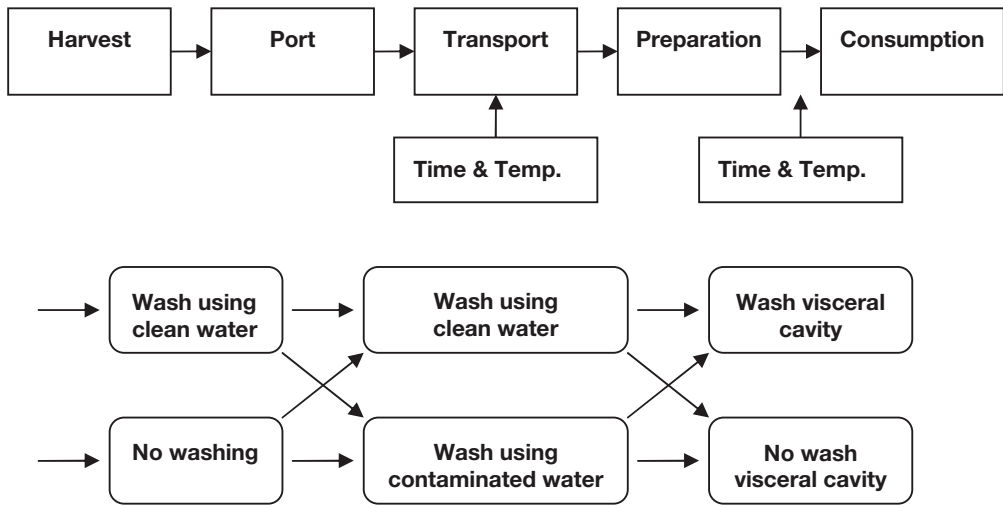 Harvest
Port
Transport
Preparation
Consumption
Time & Temp.
Time & Temp.
Wash using
clean water
Wash using
clean water
Wash visceral
cavity
No washing
Wash using
contaminated water
No wash
visceral cavity